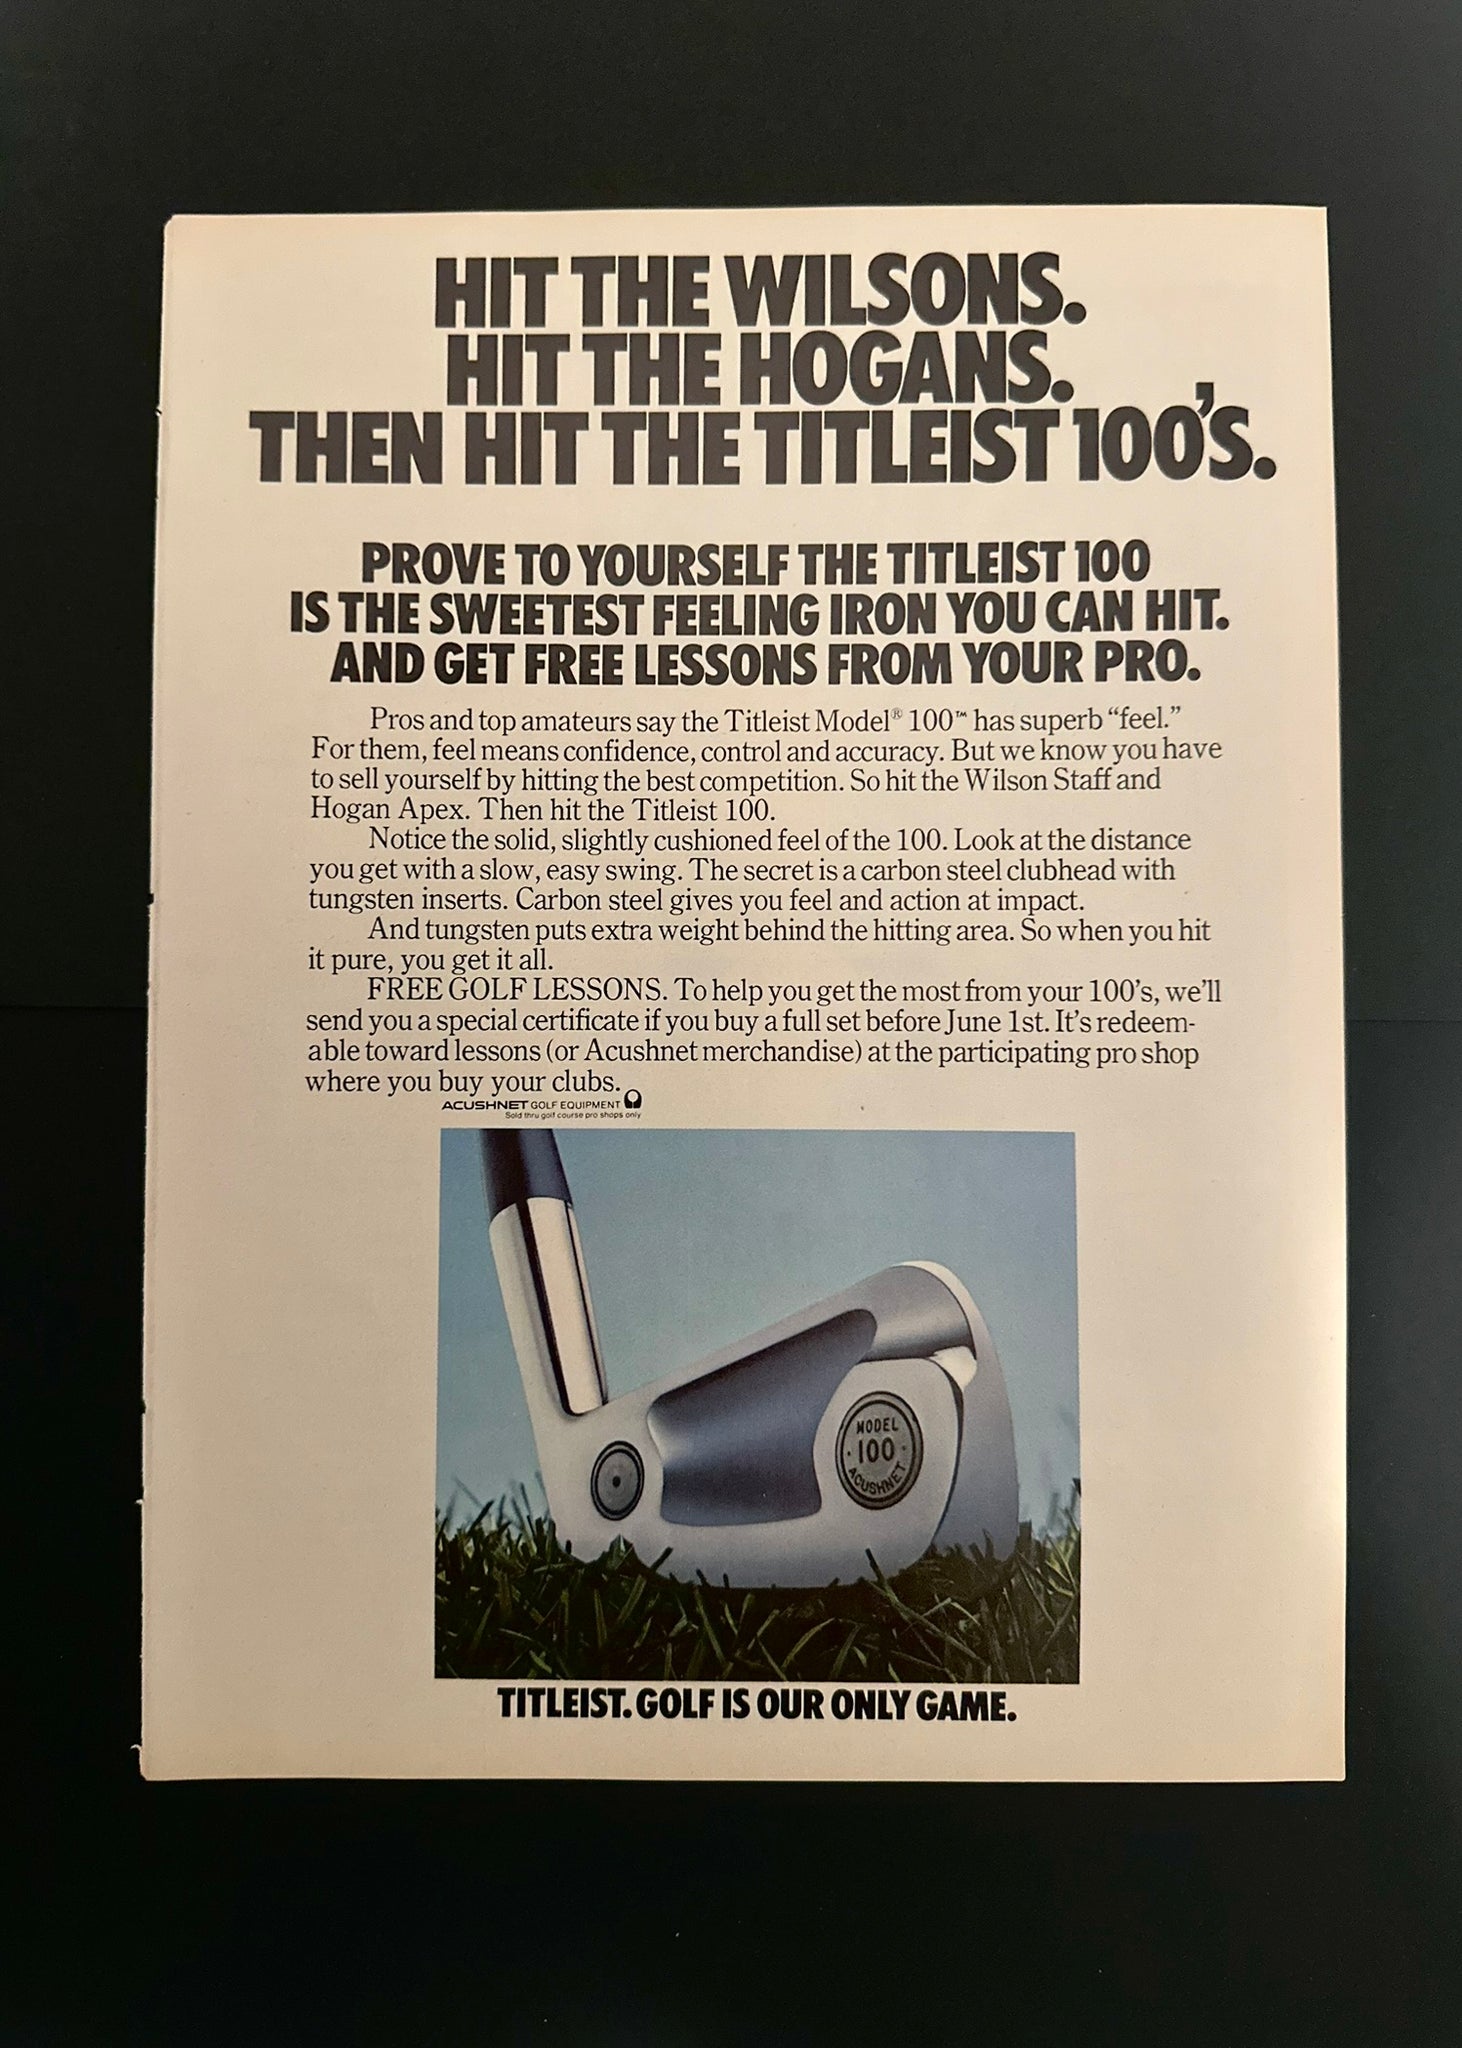 HIT THE WILSONS.
HIT THE HOGANS.
THEN HIT THE TITLEIST 100'S.
PROVE TO YOURSELF THE TITLEIST 100
IS THE SWEETEST FEELING IRON YOU CAN HIT.
AND GET FREE LESSONS FROM YOUR PRO.
Pros and top amateurs say the Titleist Model® 100™ has superb “feel.”
For them, feel means confidence, control and accuracy. But we know you have
to sell yourself by hitting the best competition. So hit the Wilson Staff and
Hogan Apex. Then hit the Titleist 100.
Notice the solid, slightly cushioned feel of the 100. Look at the distance
you get with a slow, easy swing. The secret is a carbon steel clubhead with
tungsten inserts. Carbon steel gives you feel and action at impact.
And tungsten puts extra weight behind the hitting area. So when you hit
it pure, you get it all.
FREE GOLF LESSONS. To help you get the most from your 100's, we'll
send you a special certificate if you buy a full set before June 1st. It's redeem-
able toward lessons (or Acushnet merchandise) at the participating pro shop
where you buy your clubs.
ACUSHNET GOLF EQUIPMENT
Sold thru golf course pro shops only
MODEL
100
ACUSHNET
TITLEIST. GOLF IS OUR ONLY GAME.